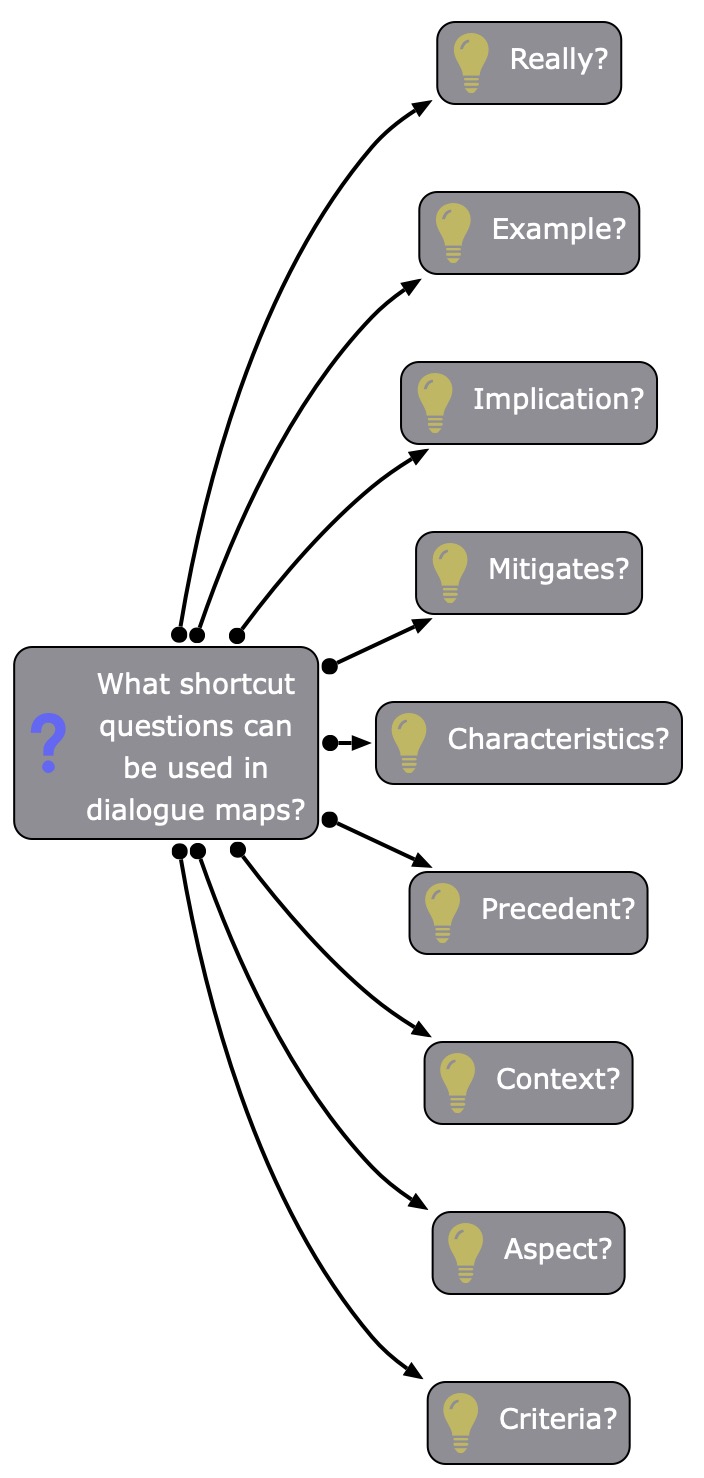 Really?
Example?
Implication?
Mitigates?
What shortcut
questions can
be used in
dialogue maps?
Characteristics?
Precedent?
Context?
Aspect?
Criteria?